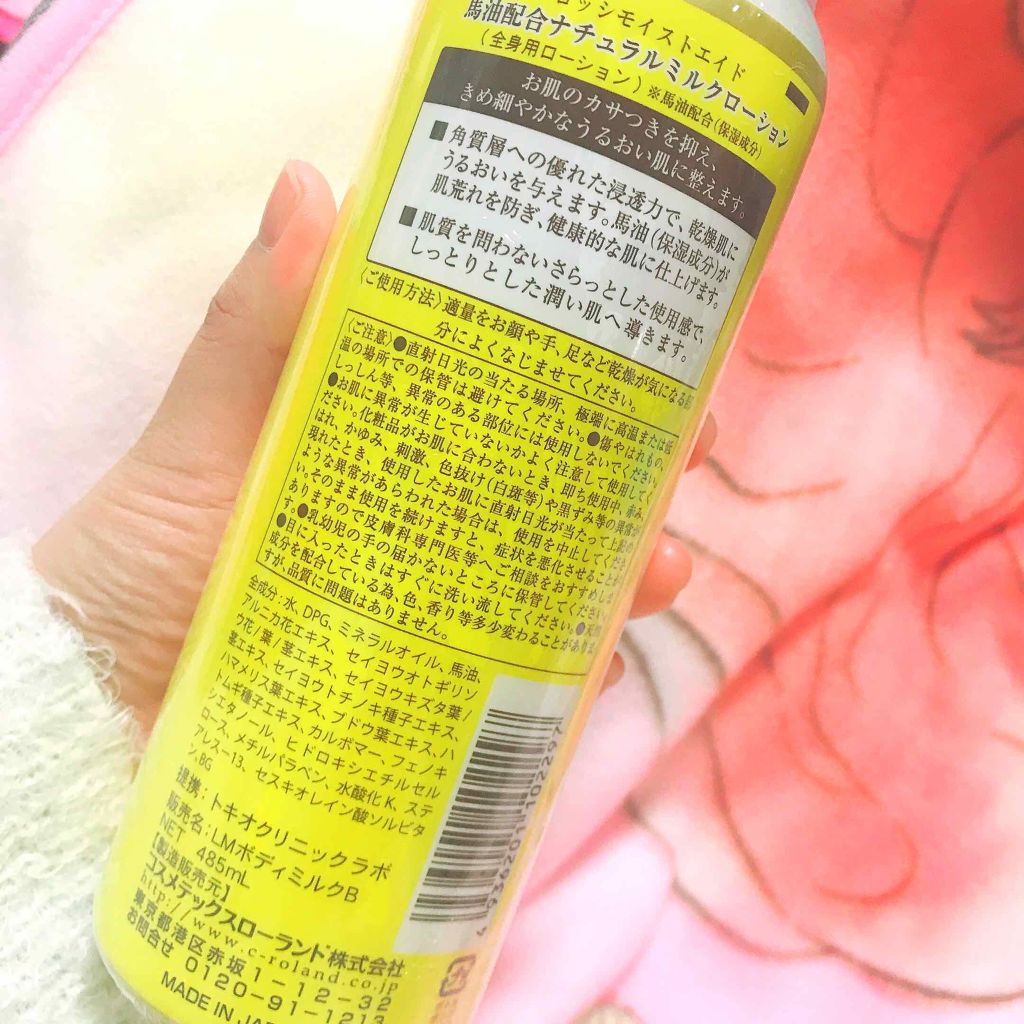 ロッシモイストエイド
馬油配合ナチュラルミルクローション
(全身用ローション) ※馬油配合(保湿成分)
お肌のカサつきを抑え、
きめ細やかなうるおい肌に整えます。
■角質層への優れた浸透力で、乾燥肌に
うるおいを与えます。馬油(保湿成分)が
肌荒れを防ぎ、健康的な肌に仕上げます。
■肌質を問わないさらっとした使用感で、
しっとりとした潤い肌へ導きます。
〈ご使用方法〉適量をお顔や手、足など乾燥が気になる部
分によくなじませてください。
〈ご注意〉●直射日光の当たる場所、極端に高温または低
温の場所での保管は避けてください。●傷やはれもの、
しっしん等、異常のある部位には使用しないでください。
●お肌に異常が生じていないかよく注意して使用してく
ださい。化粧品がお肌に合わないとき、即ち使用中、赤み、
はれ、かゆみ、刺激、色抜け(白斑等)や黒ずみ等の異常が
現れたとき、使用したお肌に直射日光が当たって上記の
ような異常があらわれた場合は、使用を中止してくださ
い。そのまま使用を続けますと、症状を悪化させることが
ありますので皮膚科専門医等へご相談をおすすめしま
す。●乳幼児の手の届かないところに保管してください。
●目に入ったときはすぐに洗い流してください。●天然
成分を配合している為、色、香り等多少変わることがありま
すが、品質に問題はありません。
全成分:水、DPG、ミネラルオイル、馬油、
アルニカ花エキス、セイヨウオトギリソ
ウ花/葉/茎エキス、セイヨウキズタ葉/
茎エキス、セイヨウトチノキ種子エキス、
ハマメリス葉エキス、ブドウ葉エキス、ハ
トムギ種子エキス、カルボマー、フェノキ
シエタノール、ヒドロキシエチルセル
ロース、メチルパラベン、水酸化K、ステ
アレス-13、セスキオレイン酸ソルビタ
ン、BG
提携:トキオクリニックラボ
販売名:LMボディミルクB
NET 485mL
【製造販売元】
コスメテックスローランド株式会社
http://www.c-roland.co.jp
東京都港区赤坂1-12-32
お問合せ 0120-91-1213
MADE IN JA